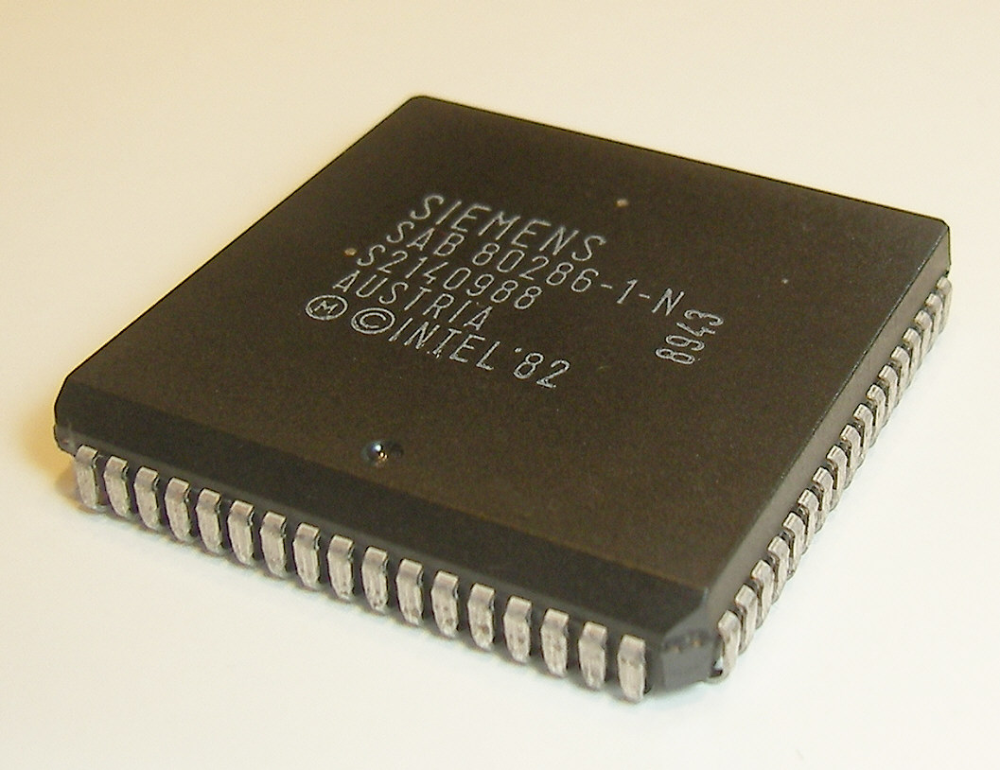 SIEMENS
SAB 80286-1-N
S2140988
AUSTRIA
Ⓜ ©INTEL '82
8943